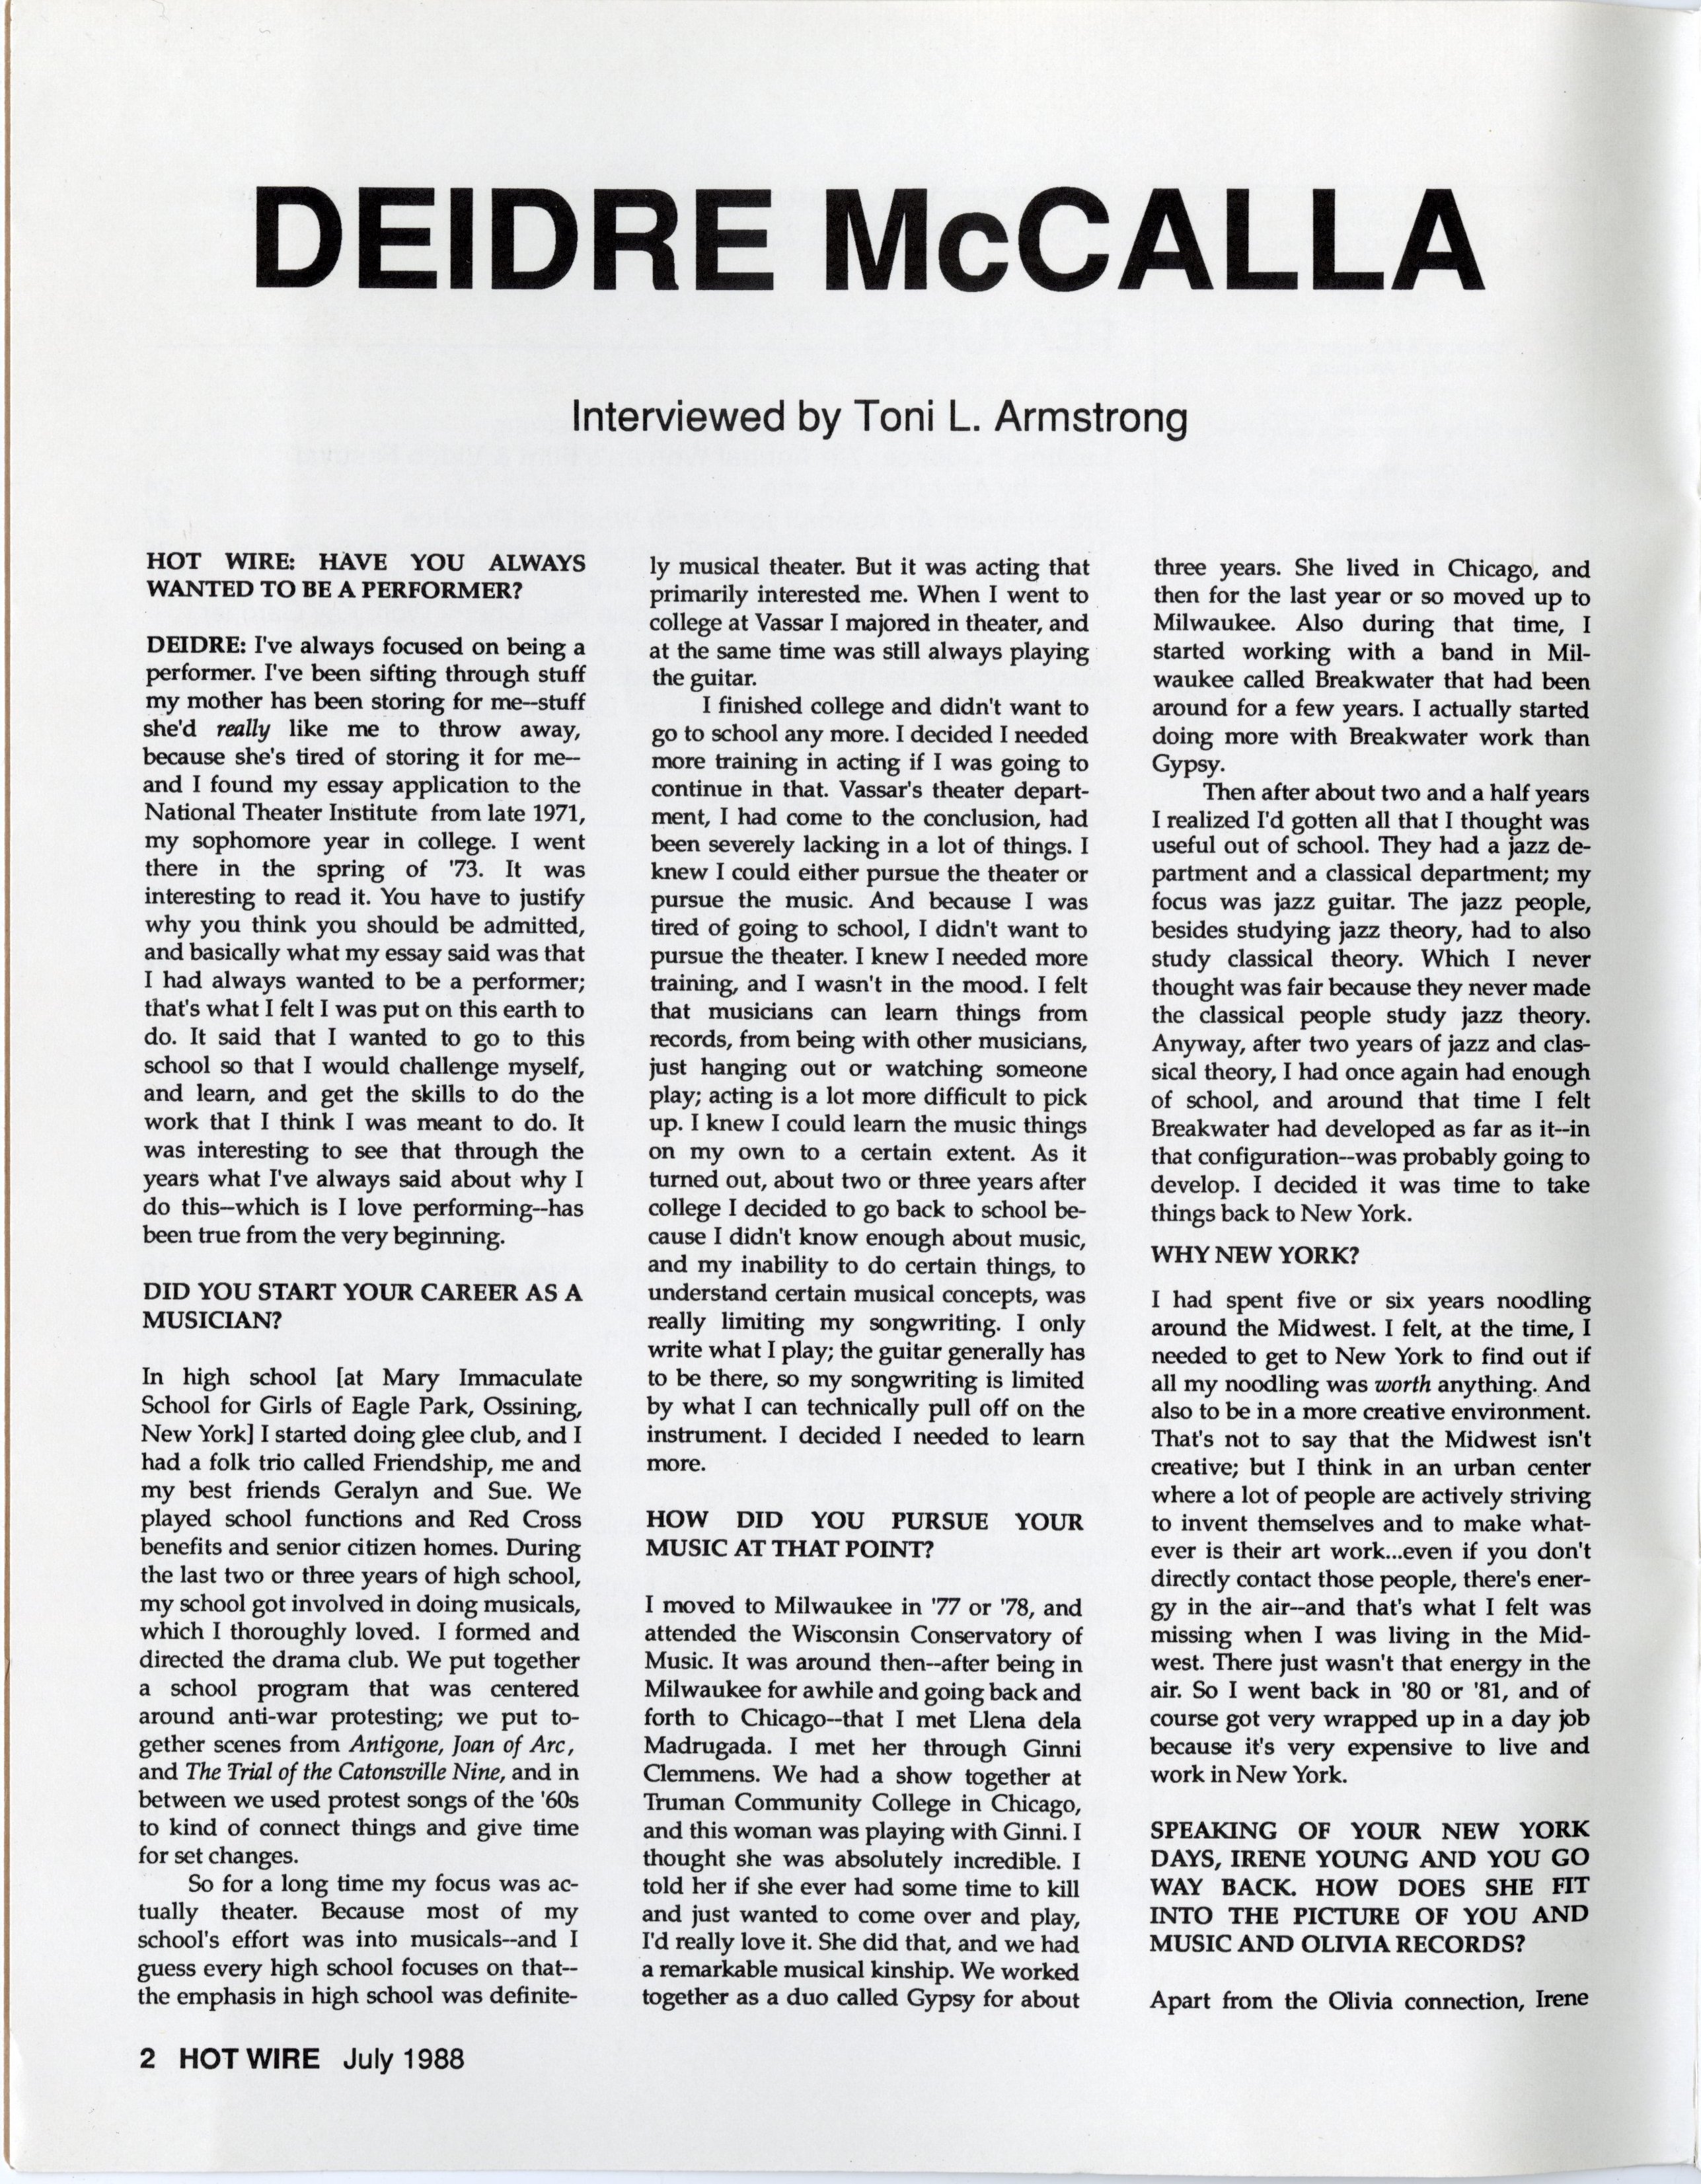 DEIDRE McCALLA
Interviewed by Toni L. Armstrong
HOT WIRE: HAVE YOU ALWAYS
WANTED TO BE A PERFORMER?
DEIDRE: I've always focused on being a
performer. I've been sifting through stuff
my mother has been storing for me--stuff
she'd really like me to throw away,
because she's tired of storing it for me--
and I found my essay application to the
National Theater Institute from late 1971,
my sophomore year in college. I went
there in the spring of '73. It was
interesting to read it. You have to justify
why you think you should be admitted,
and basically what my essay said was that
I had always wanted to be a performer;
that's what I felt I was put on this earth to
do. It said that I wanted to go to this
school so that I would challenge myself,
and learn, and get the skills to do the
work that I think I was meant to do. It
was interesting to see that through the
years what I've always said about why I
do this--which is I love performing--has
been true from the very beginning.
DID YOU START YOUR CAREER AS A
MUSICIAN?
In high school [at Mary Immaculate
School for Girls of Eagle Park, Ossining,
New York] I started doing glee club, and I
had a folk trio called Friendship, me and
my best friends Geralyn and Sue. We
played school functions and Red Cross
benefits and senior citizen homes. During
the last two or three years of high school,
my school got involved in doing musicals,
which I thoroughly loved. I formed and
directed the drama club. We put together
a school program that was centered
around anti-war protesting; we put to-
gether scenes from Antigone, Joan of Arc,
and The Trial of the Catonsville Nine, and in
between we used protest songs of the '60s
to kind of connect things and give time
for set changes.
So for a long time my focus was ac-
tually theater. Because most of my
school's effort was into musicals--and I
guess every high school focuses on that--
the emphasis in high school was definite-
ly musical theater. But it was acting that
primarily interested me. When I went to
college at Vassar I majored in theater, and
at the same time was still always playing
the guitar.
I finished college and didn't want to
go to school any more. I decided I needed
more training in acting if I was going to
continue in that. Vassar's theater depart-
ment, I had come to the conclusion, had
been severely lacking in a lot of things. I
knew I could either pursue the theater or
pursue the music. And because I was
tired of going to school, I didn't want to
pursue the theater. I knew I needed more
training, and I wasn't in the mood. I felt
that musicians can learn things from
records, from being with other musicians,
just hanging out or watching someone
play; acting is a lot more difficult to pick
up. I knew I could learn the music things
on my own to a certain extent. As it
turned out, about two or three years after
college I decided to go back to school be-
cause I didn't know enough about music,
and my inability to do certain things, to
understand certain musical concepts, was
really limiting my songwriting. I only
write what I play; the guitar generally has
to be there, so my songwriting is limited
by what I can technically pull off on the
instrument. I decided I needed to learn
more.
HOW DID YOU PURSUE YOUR
MUSIC AT THAT POINT?
I moved to Milwaukee in '77 or '78, and
attended the Wisconsin Conservatory of
Music. It was around then--after being in
Milwaukee for awhile and going back and
forth to Chicago--that I met Llena dela
Madrugada. I met her through Ginni
Clemmens. We had a show together at
Truman Community College in Chicago,
and this woman was playing with Ginni. I
thought she was absolutely incredible. I
told her if she ever had some time to kill
and just wanted to come over and play,
I'd really love it. She did that, and we had
a remarkable musical kinship. We worked
together as a duo called Gypsy for about
three years. She lived in Chicago, and
then for the last year or so moved up to
Milwaukee. Also during that time, I
started working with a band in Mil-
waukee called Breakwater that had been
around for a few years. I actually started
doing more with Breakwater work than
Gypsy.
Then after about two and a half years
I realized I'd gotten all that I thought was
useful out of school. They had a jazz de-
partment and a classical department; my
focus was jazz guitar. The jazz people,
besides studying jazz theory, had to also
study classical theory. Which I never
thought was fair because they never made
the classical people study jazz theory.
Anyway, after two years of jazz and clas-
sical theory, I had once again had enough
of school, and around that time I felt
Breakwater had developed as far as it--in
that configuration--was probably going to
develop. I decided it was time to take
things back to New York.
WHY NEW YORK?
I had spent five or six years noodling
around the Midwest. I felt, at the time, I
needed to get to New York to find out if
all my noodling was worth anything. And
also to be in a more creative environment.
That's not to say that the Midwest isn't
creative; but I think in an urban center
where a lot of people are actively striving
to invent themselves and to make what-
ever is their art work...even if you don't
directly contact those people, there's ener-
gy in the air--and that's what I felt was
missing when I was living in the Mid-
west. There just wasn't that energy in the
air. So I went back in '80 or '81, and of
course got very wrapped up in a day job
because it's very expensive to live and
work in New York.
SPEAKING OF YOUR NEW YORK
DAYS, IRENE YOUNG AND YOU GO
WAY BACK. HOW DOES SHE FIT
INTO THE PICTURE OF YOU AND
MUSIC AND OLIVIA RECORDS?
Apart from the Olivia connection, Irene
2 HOT WIRE July 1988